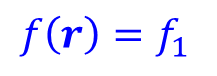 f(r) = f₁